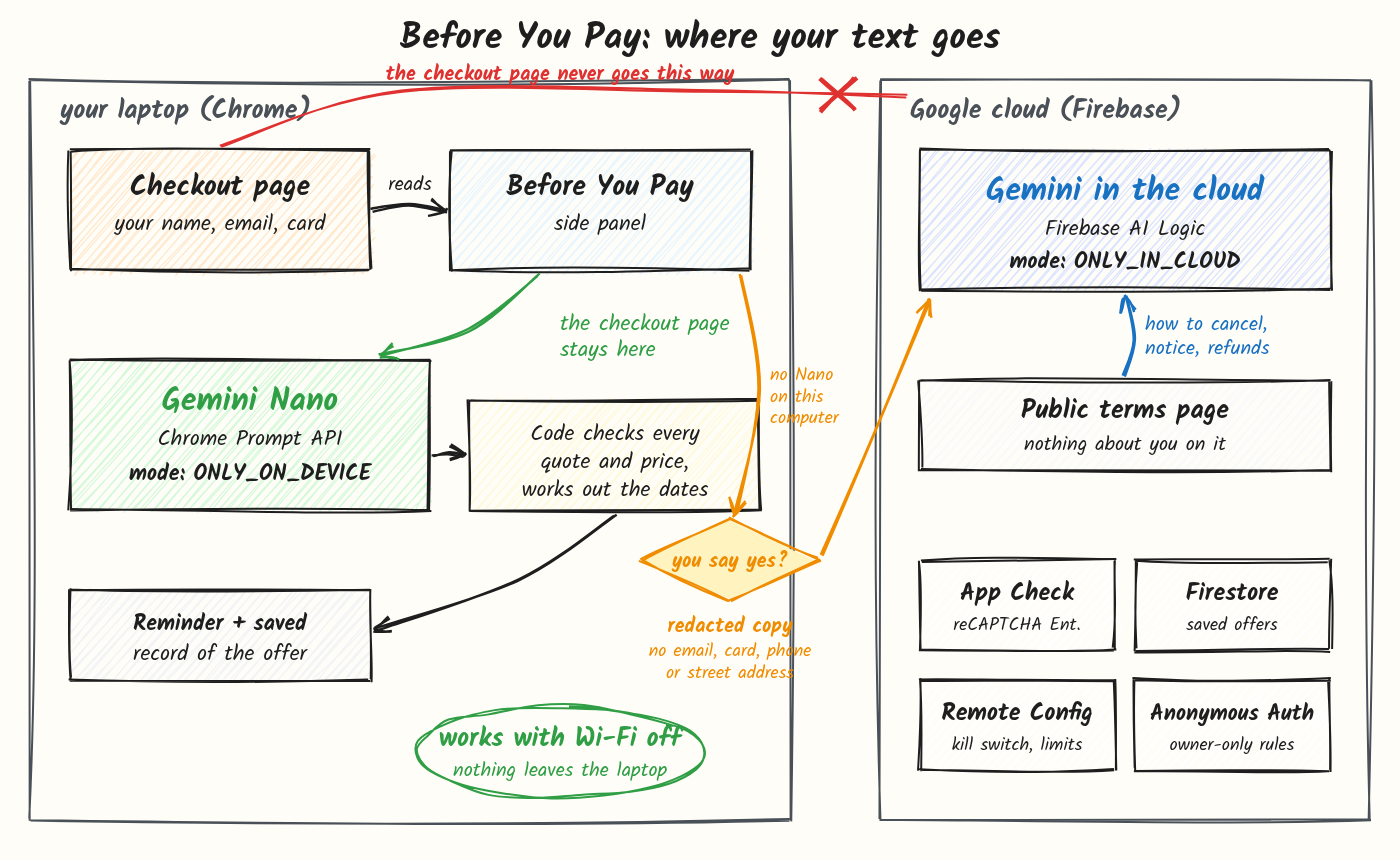 Before You Pay: where your text goes
the checkout page never goes this way
your laptop (Chrome)
Google cloud (Firebase)
Checkout page
your name, email, card
reads
Before You Pay
side panel
Gemini in the cloud
Firebase AI Logic
mode: ONLY_IN_CLOUD
the checkout page
stays here
how to cancel,
notice, refunds
no Nano
on this
computer
Gemini Nano
Chrome Prompt API
mode: ONLY_ON_DEVICE
Code checks every
quote and price,
works out the dates
Public terms page
nothing about you on it
you say yes?
redacted copy
no email, card, phone
or street address
Reminder + saved
record of the offer
App Check
reCAPTCHA Ent.
Firestore
saved offers
Remote Config
kill switch, limits
Anonymous Auth
owner-only rules
works with Wi-Fi off
nothing leaves the laptop